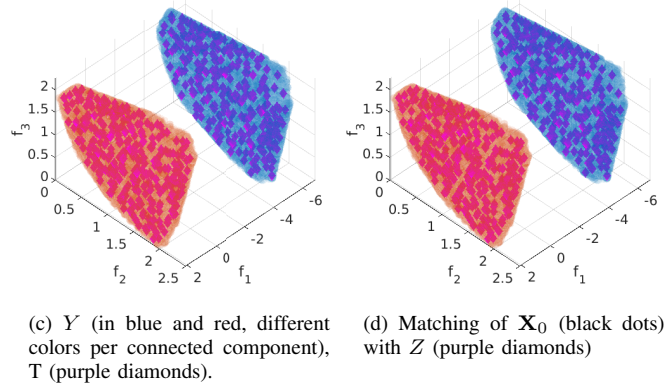 2
1.5
f3
1
0.5
0
0
0.5
1
1.5
2
2.5
f2
2
0
-2
-4
-6
f1
2
1.5
f3
1
0.5
0
0
0.5
1
1.5
2
2.5
f2
2
0
-2
-4
-6
f1
(c) Y (in blue and red, different
colors per connected component),
T (purple diamonds).
(d) Matching of X0 (black dots)
with Z (purple diamonds)